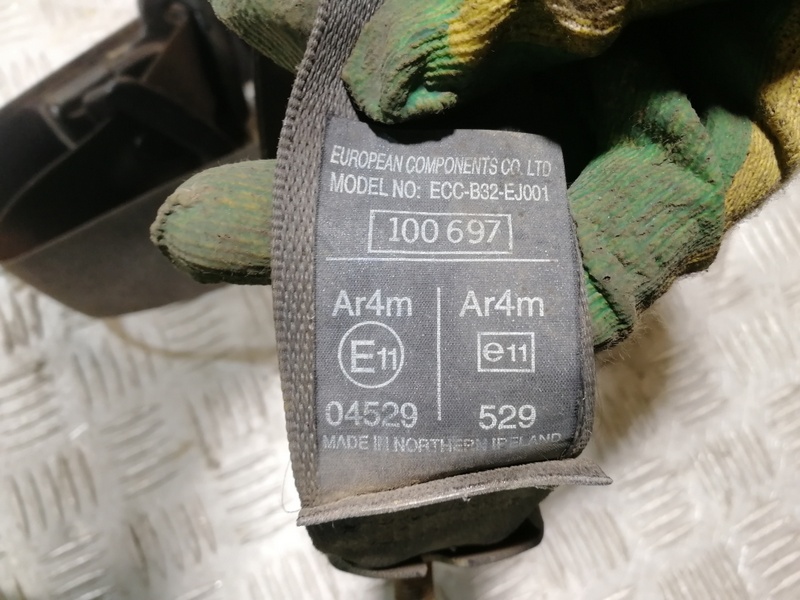 EUROPEAN COMPONENTS CO. LTD
MODEL NO: ECC-B32-EJ001
100 697
Ar4m Ar4m
E11 e11
04529 529
MADE IN NORTHERN IRELAND